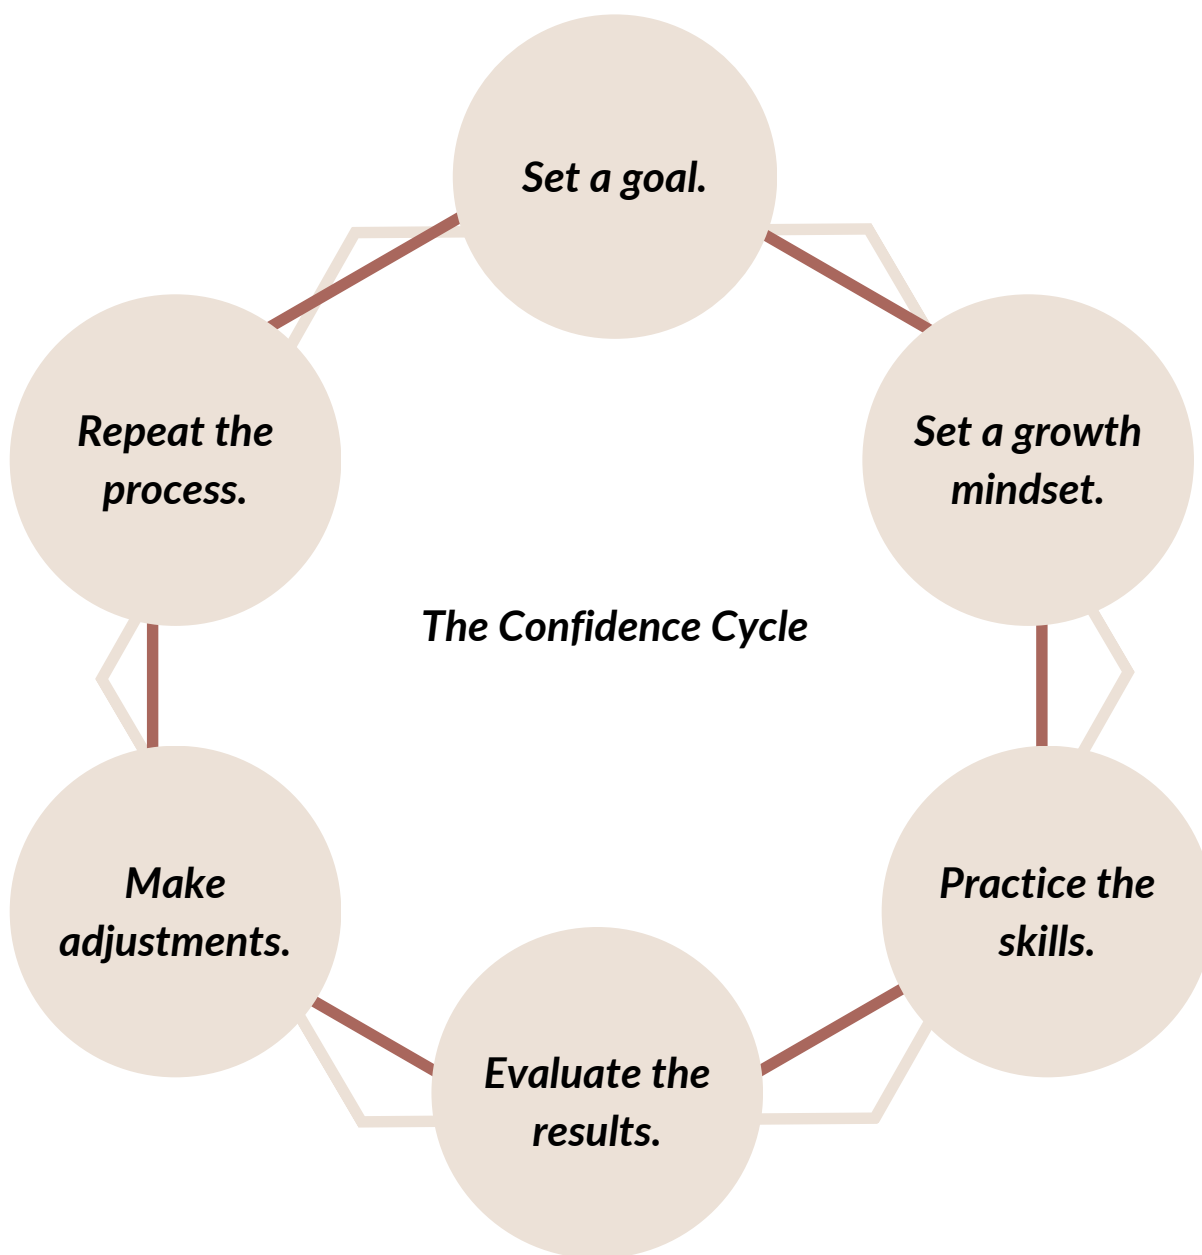 Set a goal.
Set a growth
mindset.
Practice the
skills.
Evaluate the
results.
Make
adjustments.
Repeat the
process.
The Confidence Cycle